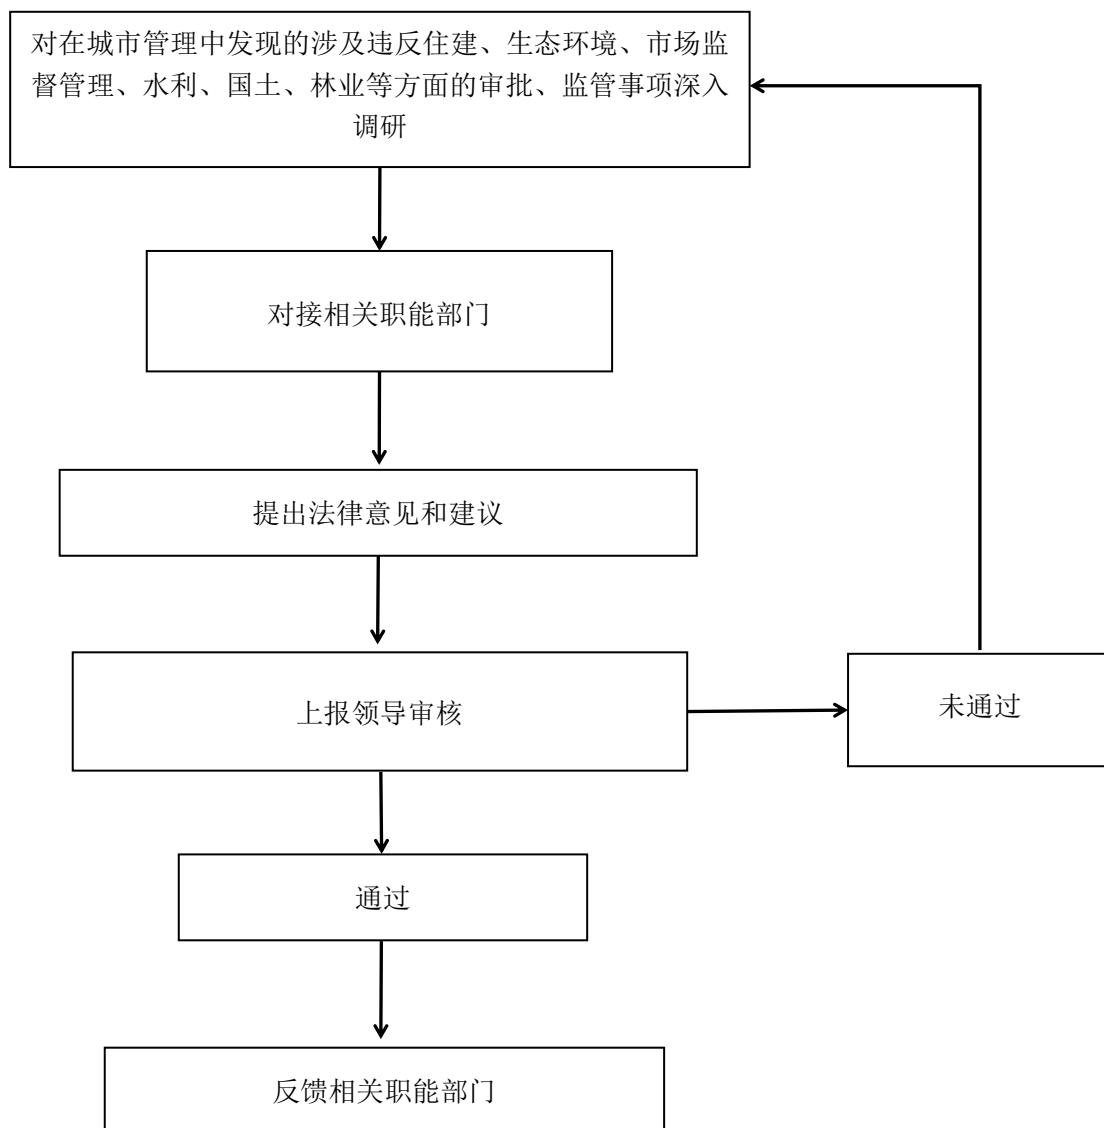 对在城市管理中发现的涉及违反住建、生态环境、市场监
督管理、水利、国土、林业等方面的审批、监管事项深入
调研
对接相关职能部门
提出法律意见和建议
上报领导审核
未通过
通过
反馈相关职能部门